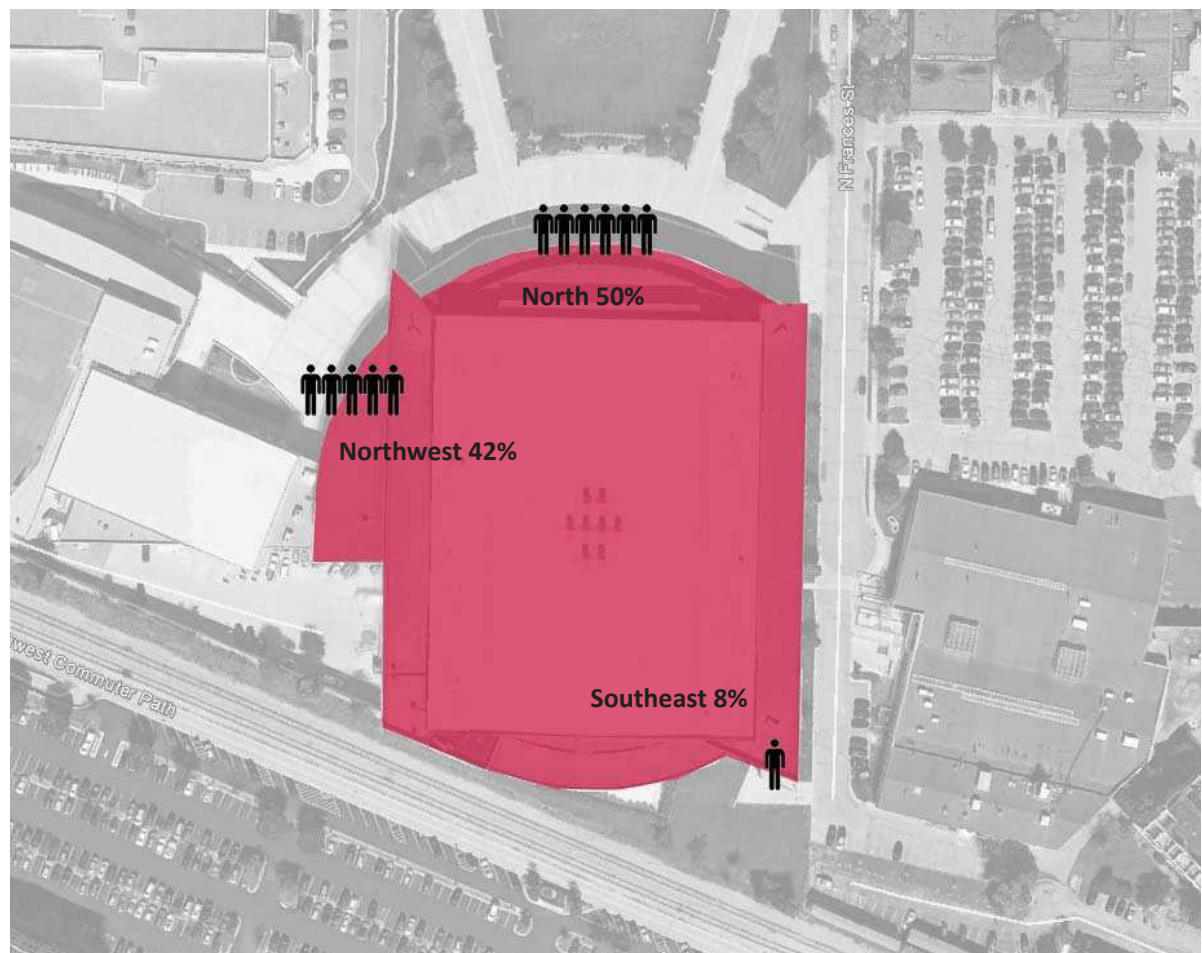 N Frances St
North 50%
Northwest 42%
west Commuter Path
Southeast 8%